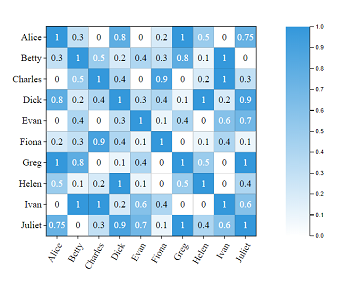 Alice 1 0.3 0 0.8 0 0.2 1 0.5 0 0.75
Betty 0.3 1 0.5 0.2 0.4 0.3 0.8 0.1 1 0
Charles 0 0.5 1 0.4 0 0.9 0 0.2 1 0.3
Dick 0.8 0.2 0.4 1 0.3 0.4 0.1 1 0.2 0.9
Evan 0 0.4 0 0.3 1 0.1 0.4 0 0.6 0.7
Fiona 0.2 0.3 0.9 0.4 0.1 1 0 0.1 0.4 0.1
Greg 1 0.8 0 0.1 0.4 0 1 0.5 0 1
Helen 0.5 0.1 0.2 1 0 0.5 1 0 0.4
Ivan 0 1 1 0.2 0.6 0.4 0 0 1 0.6
Juliet 0.75 0 0.3 0.9 0.7 0.1 1 0.4 0.6 1
Alice Betty Charles Dick Evan Fiona Greg Helen Ivan Juliet
1.0
0.9
0.8
0.7
0.6
0.5
0.4
0.3
0.2
0.1
0.0